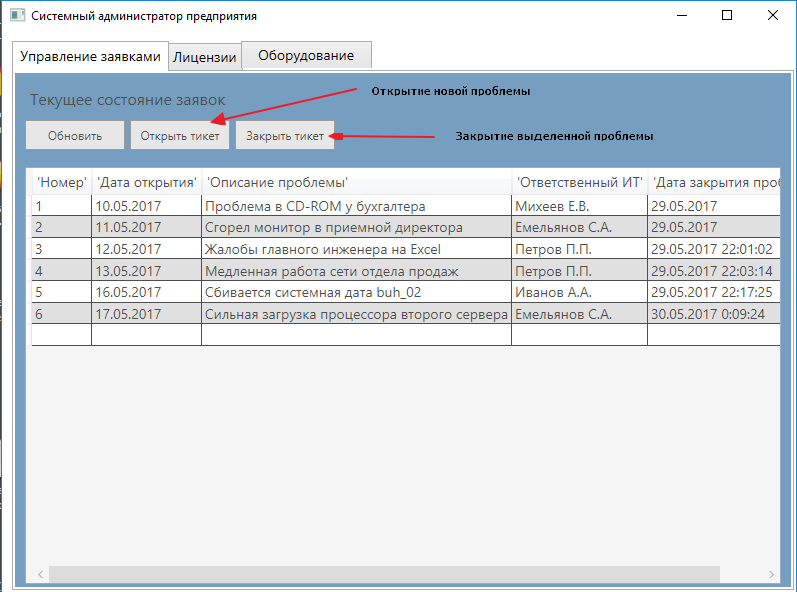 Системный администратор предприятия
Управление заявками Лицензии Оборудование
Текущее состояние заявок
Открытие новой проблемы
Обновить Открыть тикет Закрыть тикет
Закрытие выделенной проблемы
'Номер' 'Дата открытия' 'Описание проблемы' 'Ответственный ИТ' 'Дата закрытия
1 10.05.2017 Проблема в CD-ROM у бухгалтера Михеев Е.В. 29.05.2017
2 11.05.2017 Сгорел монитор в приемной директора Емельянов С.А. 29.05.2017
3 12.05.2017 Жалобы главного инженера на Excel Петров П.П. 29.05.2017 22:01:02
4 13.05.2017 Медленная работа сети отдела продаж Петров П.П. 29.05.2017 22:03:14
5 16.05.2017 Сбивается системная дата buh_02 Иванов А.А. 29.05.2017 22:17:25
6 17.05.2017 Сильная загрузка процессора второго сервера Емельянов С.А. 30.05.2017 0:09:24